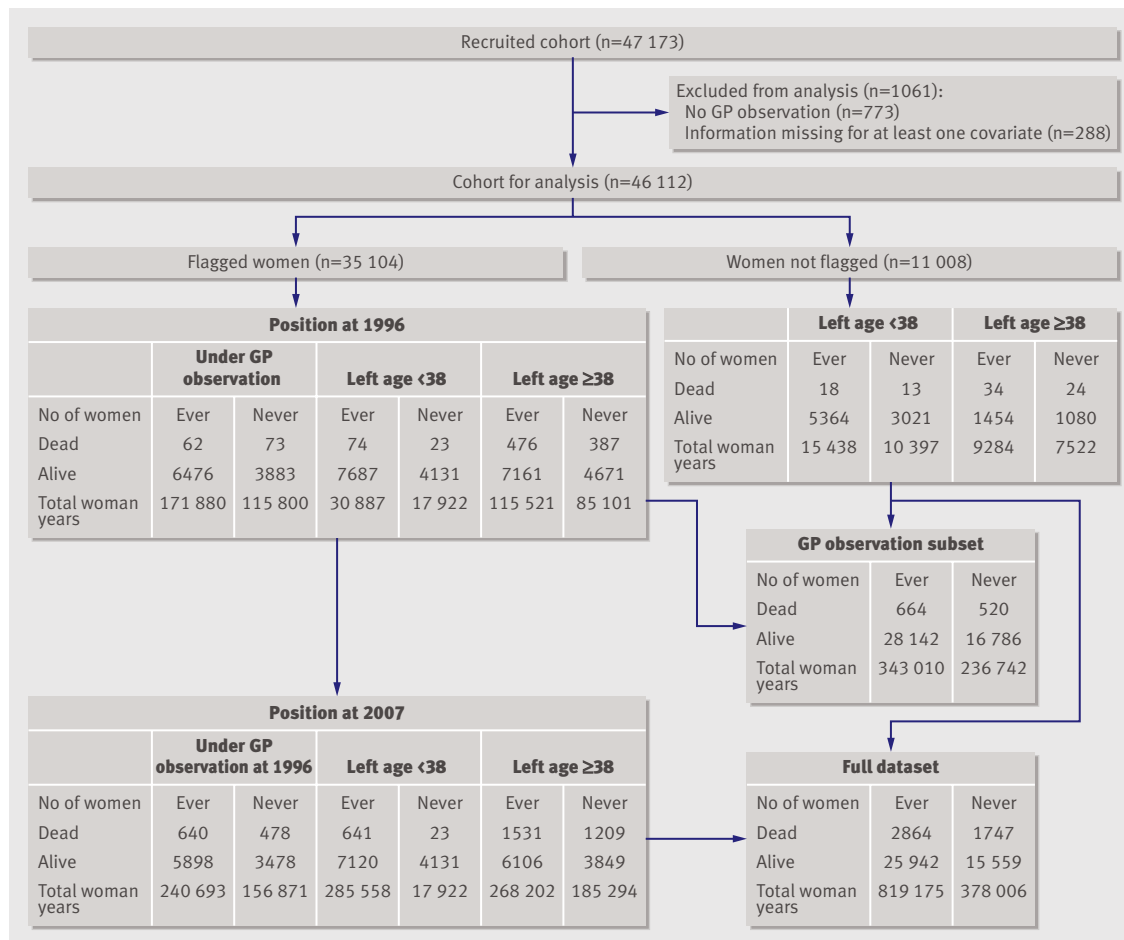 Recruited cohort (n=47 173)
Excluded from analysis (n=1061):
No GP observation (n=773)
Information missing for at least one covariate (n=288)
Cohort for analysis (n=46 112)
Flagged women (n=35 104)
Women not flagged (n=11 008)
Position at 1996
Under GP
observation Left age <38 Left age ≥38
No of women Ever Never Ever Never Ever Never
Dead 62 73 74 23 476 387
Alive 6476 3883 7687 4131 7161 4671
Total woman
years 171 880 115 800 30 887 17 922 115 521 85 101
Left age <38 Left age ≥38
No of women Ever Never Ever Never
Dead 18 13 34 24
Alive 5364 3021 1454 1080
Total woman
years 15 438 10 397 9284 7522
GP observation subset
No of women Ever Never
Dead 664 520
Alive 28 142 16 786
Total woman
years 343 010 236 742
Position at 2007
Under GP
observation at 1996 Left age <38 Left age ≥38
No of women Ever Never Ever Never Ever Never
Dead 640 478 641 23 1531 1209
Alive 5898 3478 7120 4131 6106 3849
Total woman
years 240 693 156 871 285 558 17 922 268 202 185 294
Full dataset
No of women Ever Never
Dead 2864 1747
Alive 25 942 15 559
Total woman
years 819 175 378 006